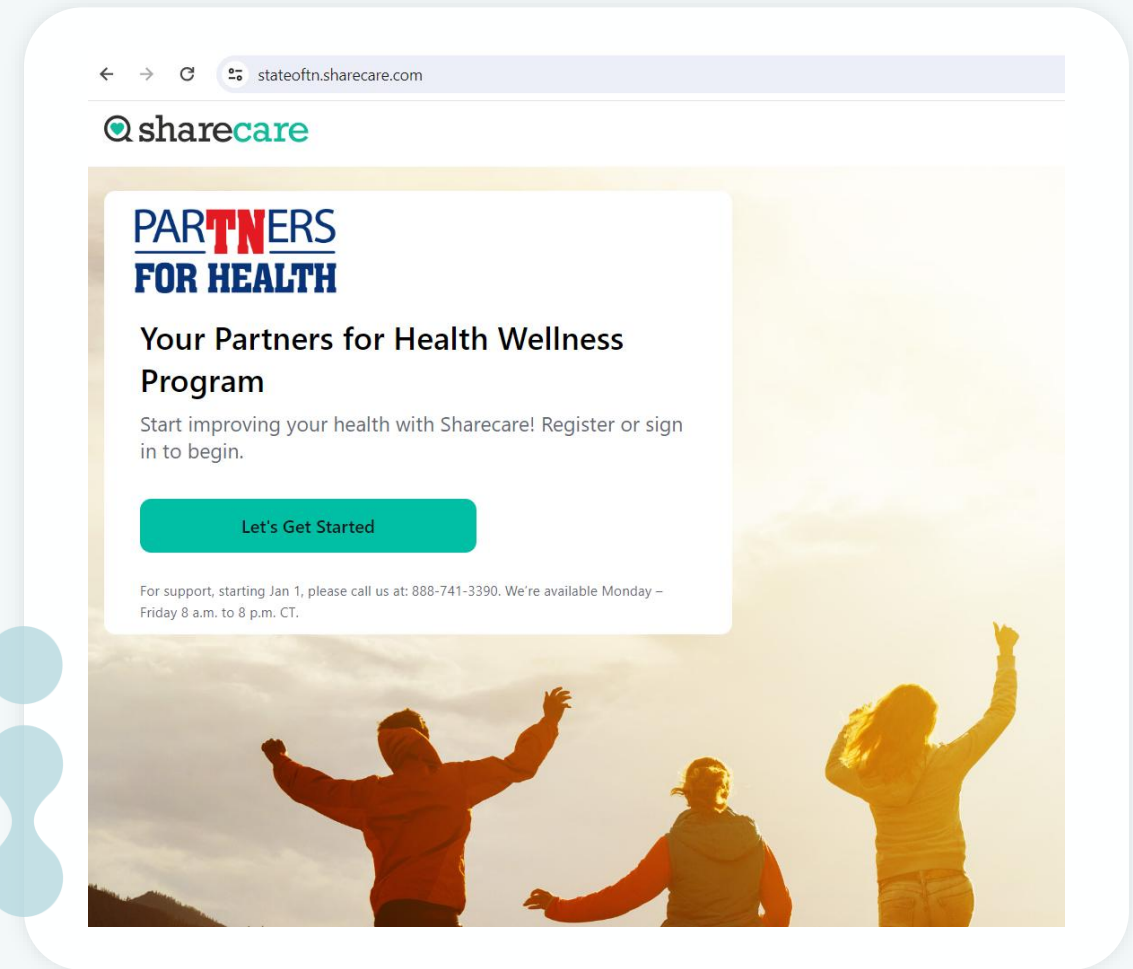 stateoftn.sharecare.com
sharecare
PARTNERS
FOR HEALTH
Your Partners for Health Wellness
Program
Start improving your health with Sharecare! Register or sign
in to begin.
Let's Get Started
For support, starting Jan 1, please call us at: 888-741-3390. We’re available Monday –
Friday 8 a.m. to 8 p.m. CT.